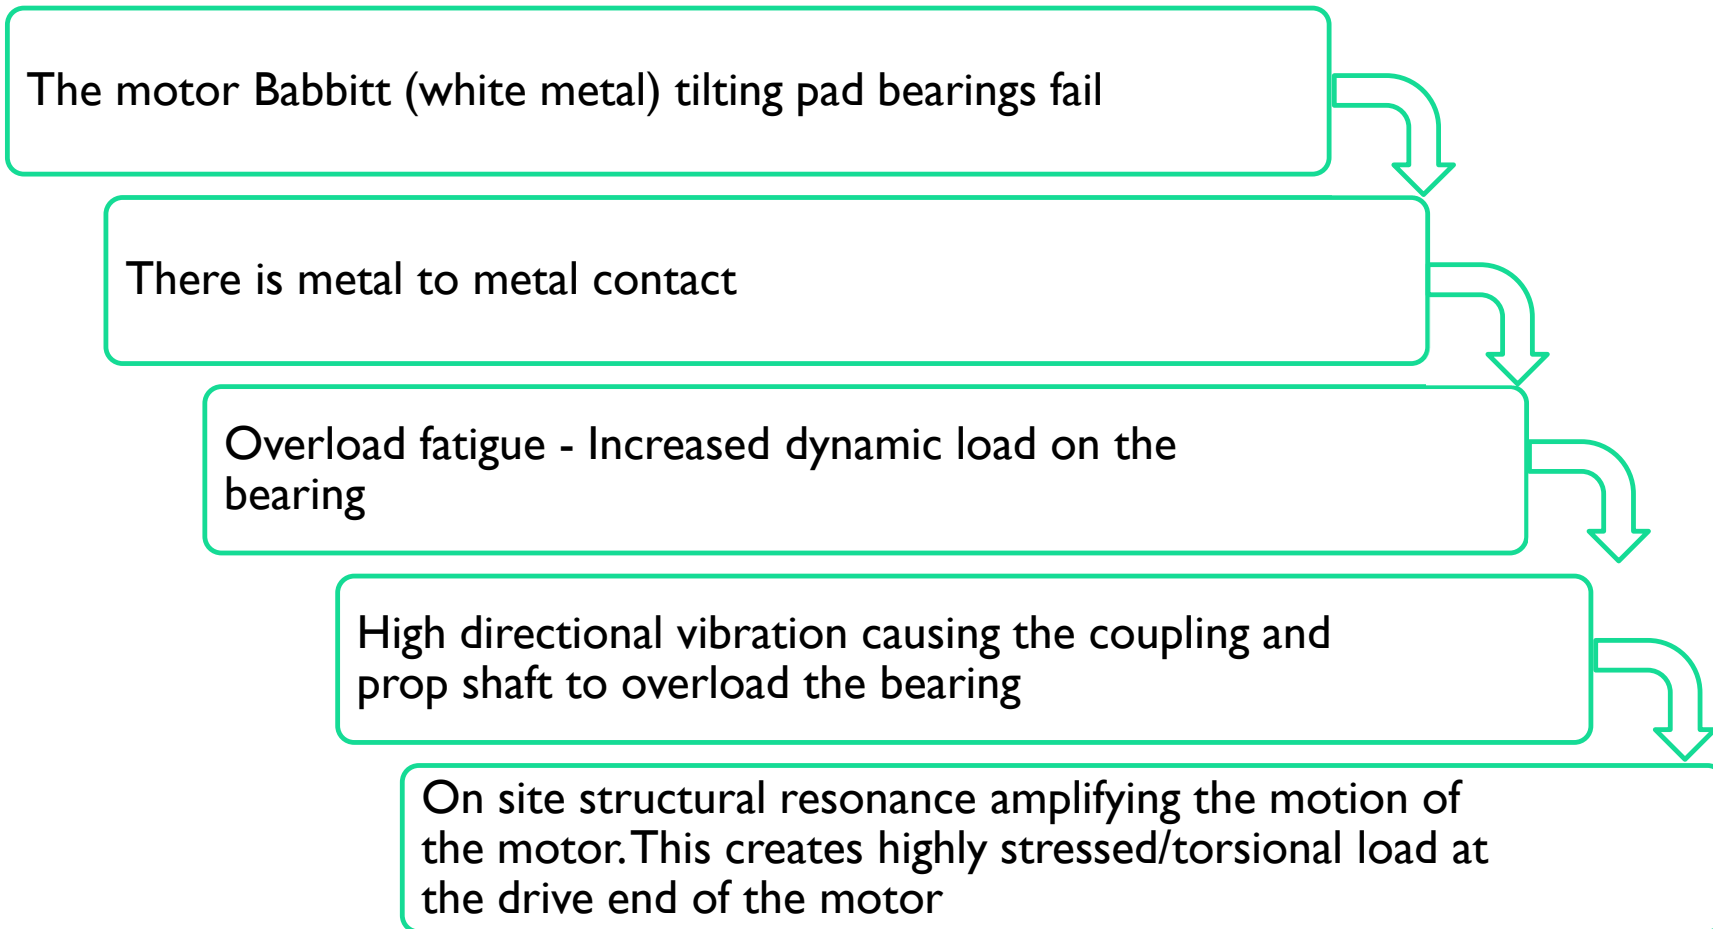 The motor Babbitt (white metal) tilting pad bearings fail
There is metal to metal contact
Overload fatigue - Increased dynamic load on the
bearing
High directional vibration causing the coupling and
prop shaft to overload the bearing
On site structural resonance amplifying the motion of
the motor. This creates highly stressed/torsional load at
the drive end of the motor